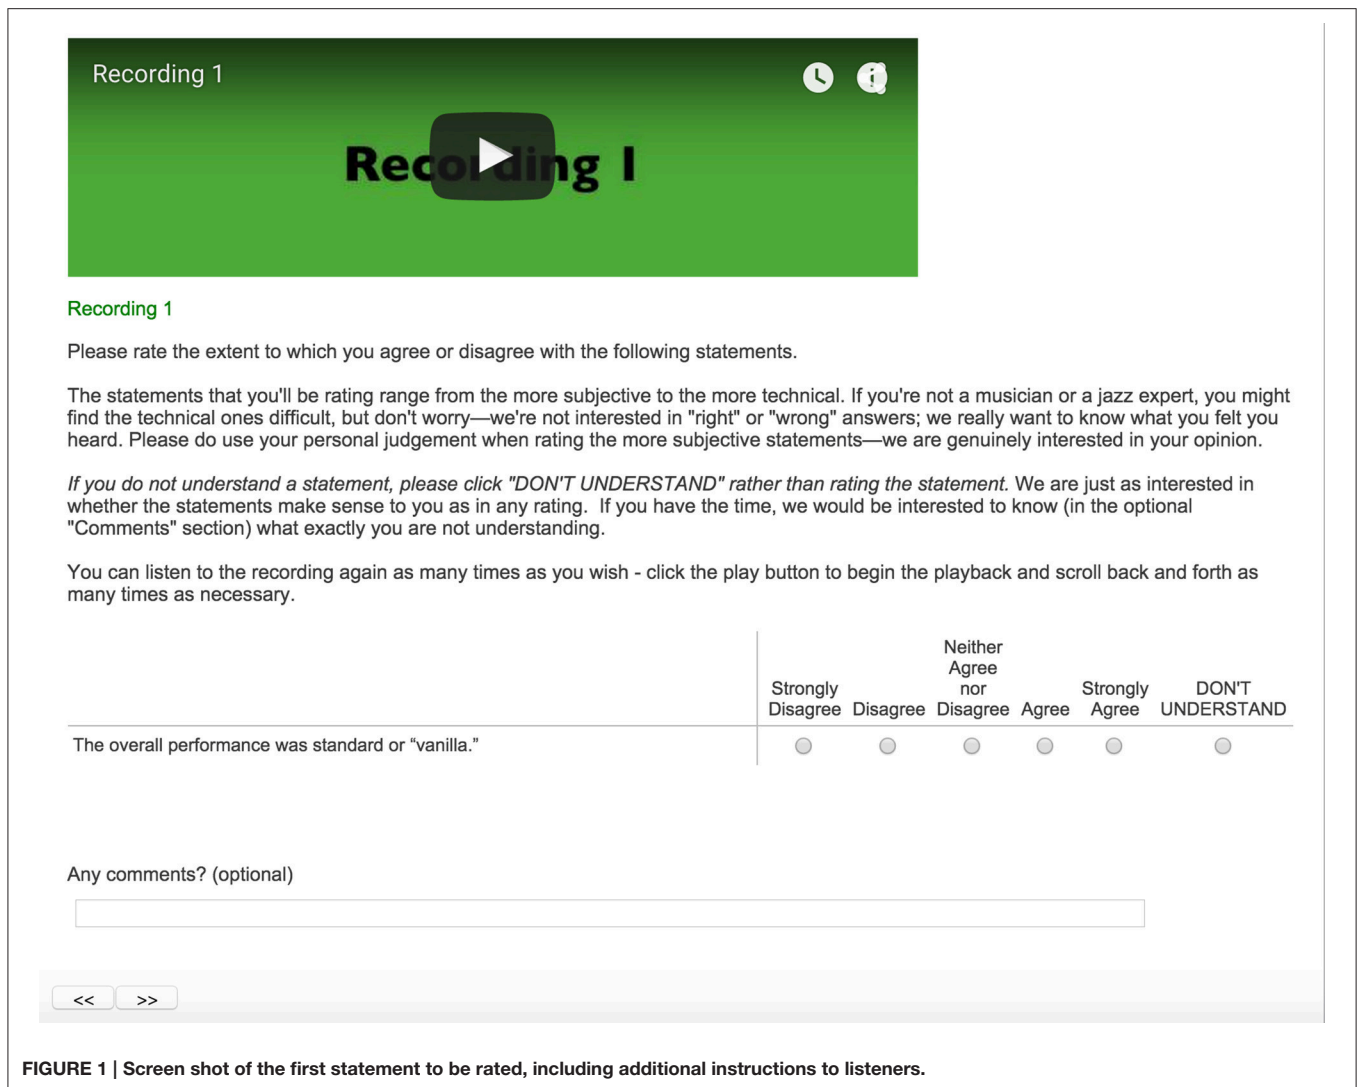 Recording 1
Recording 1
Recording 1
Please rate the extent to which you agree or disagree with the following statements.
The statements that you'll be rating range from the more subjective to the more technical. If you're not a musician or a jazz expert, you might
find the technical ones difficult, but don't worry—we're not interested in "right" or "wrong" answers; we really want to know what you felt you
heard. Please do use your personal judgement when rating the more subjective statements—we are genuinely interested in your opinion.
If you do not understand a statement, please click "DON'T UNDERSTAND" rather than rating the statement. We are just as interested in
whether the statements make sense to you as in any rating.  If you have the time, we would be interested to know (in the optional
"Comments" section) what exactly you are not understanding.
You can listen to the recording again as many times as you wish - click the play button to begin the playback and scroll back and forth as
many times as necessary.
Neither
Agree
Strongly nor Strongly DON'T
Disagree Disagree Disagree Agree Agree UNDERSTAND
The overall performance was standard or “vanilla.”
Any comments? (optional)
<< >>
FIGURE 1 | Screen shot of the first statement to be rated, including additional instructions to listeners.